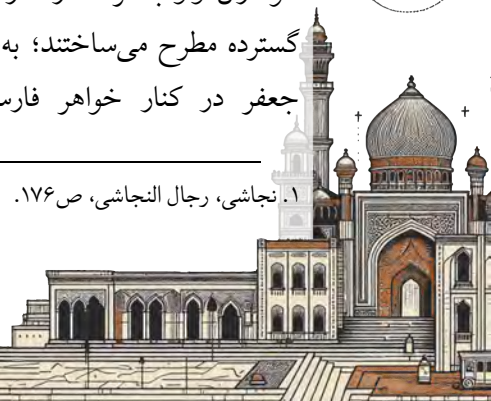 گسترده مطرح می‌ساختند؛ به
جعفر در کنار خواهر فارس
۱. نجاشی، رجال النجاشی، ص۱۷۶.